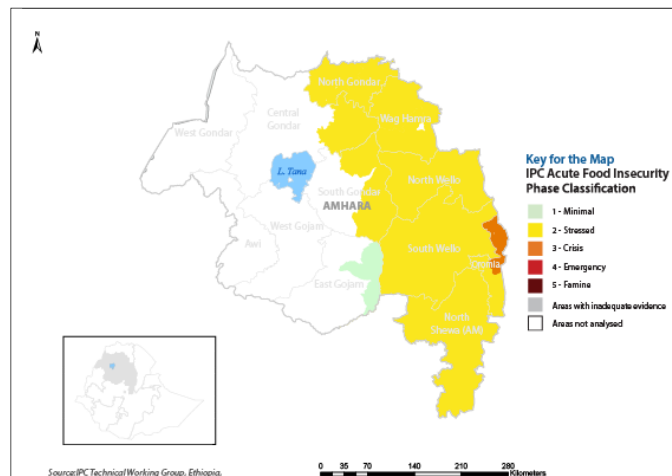 N
North Gondar
Central
Gondar
Wag Hamra
West Gondar
L. Tana
North Wello
South Gondar
AMHARA
West Gojam
South Wello
Awi
Oromia
East Gojam
North
Shewa (AM)
Key for the Map
IPC Acute Food Insecurity
Phase Classification
1 - Minimal
2 - Stressed
3 - Crisis
4 - Emergency
5 - Famine
Areas with inadequate evidence
Areas not analysed
Source:IPC Technical Working Group, Ethiopia,
0 35 70 140 210 280
Kilometers